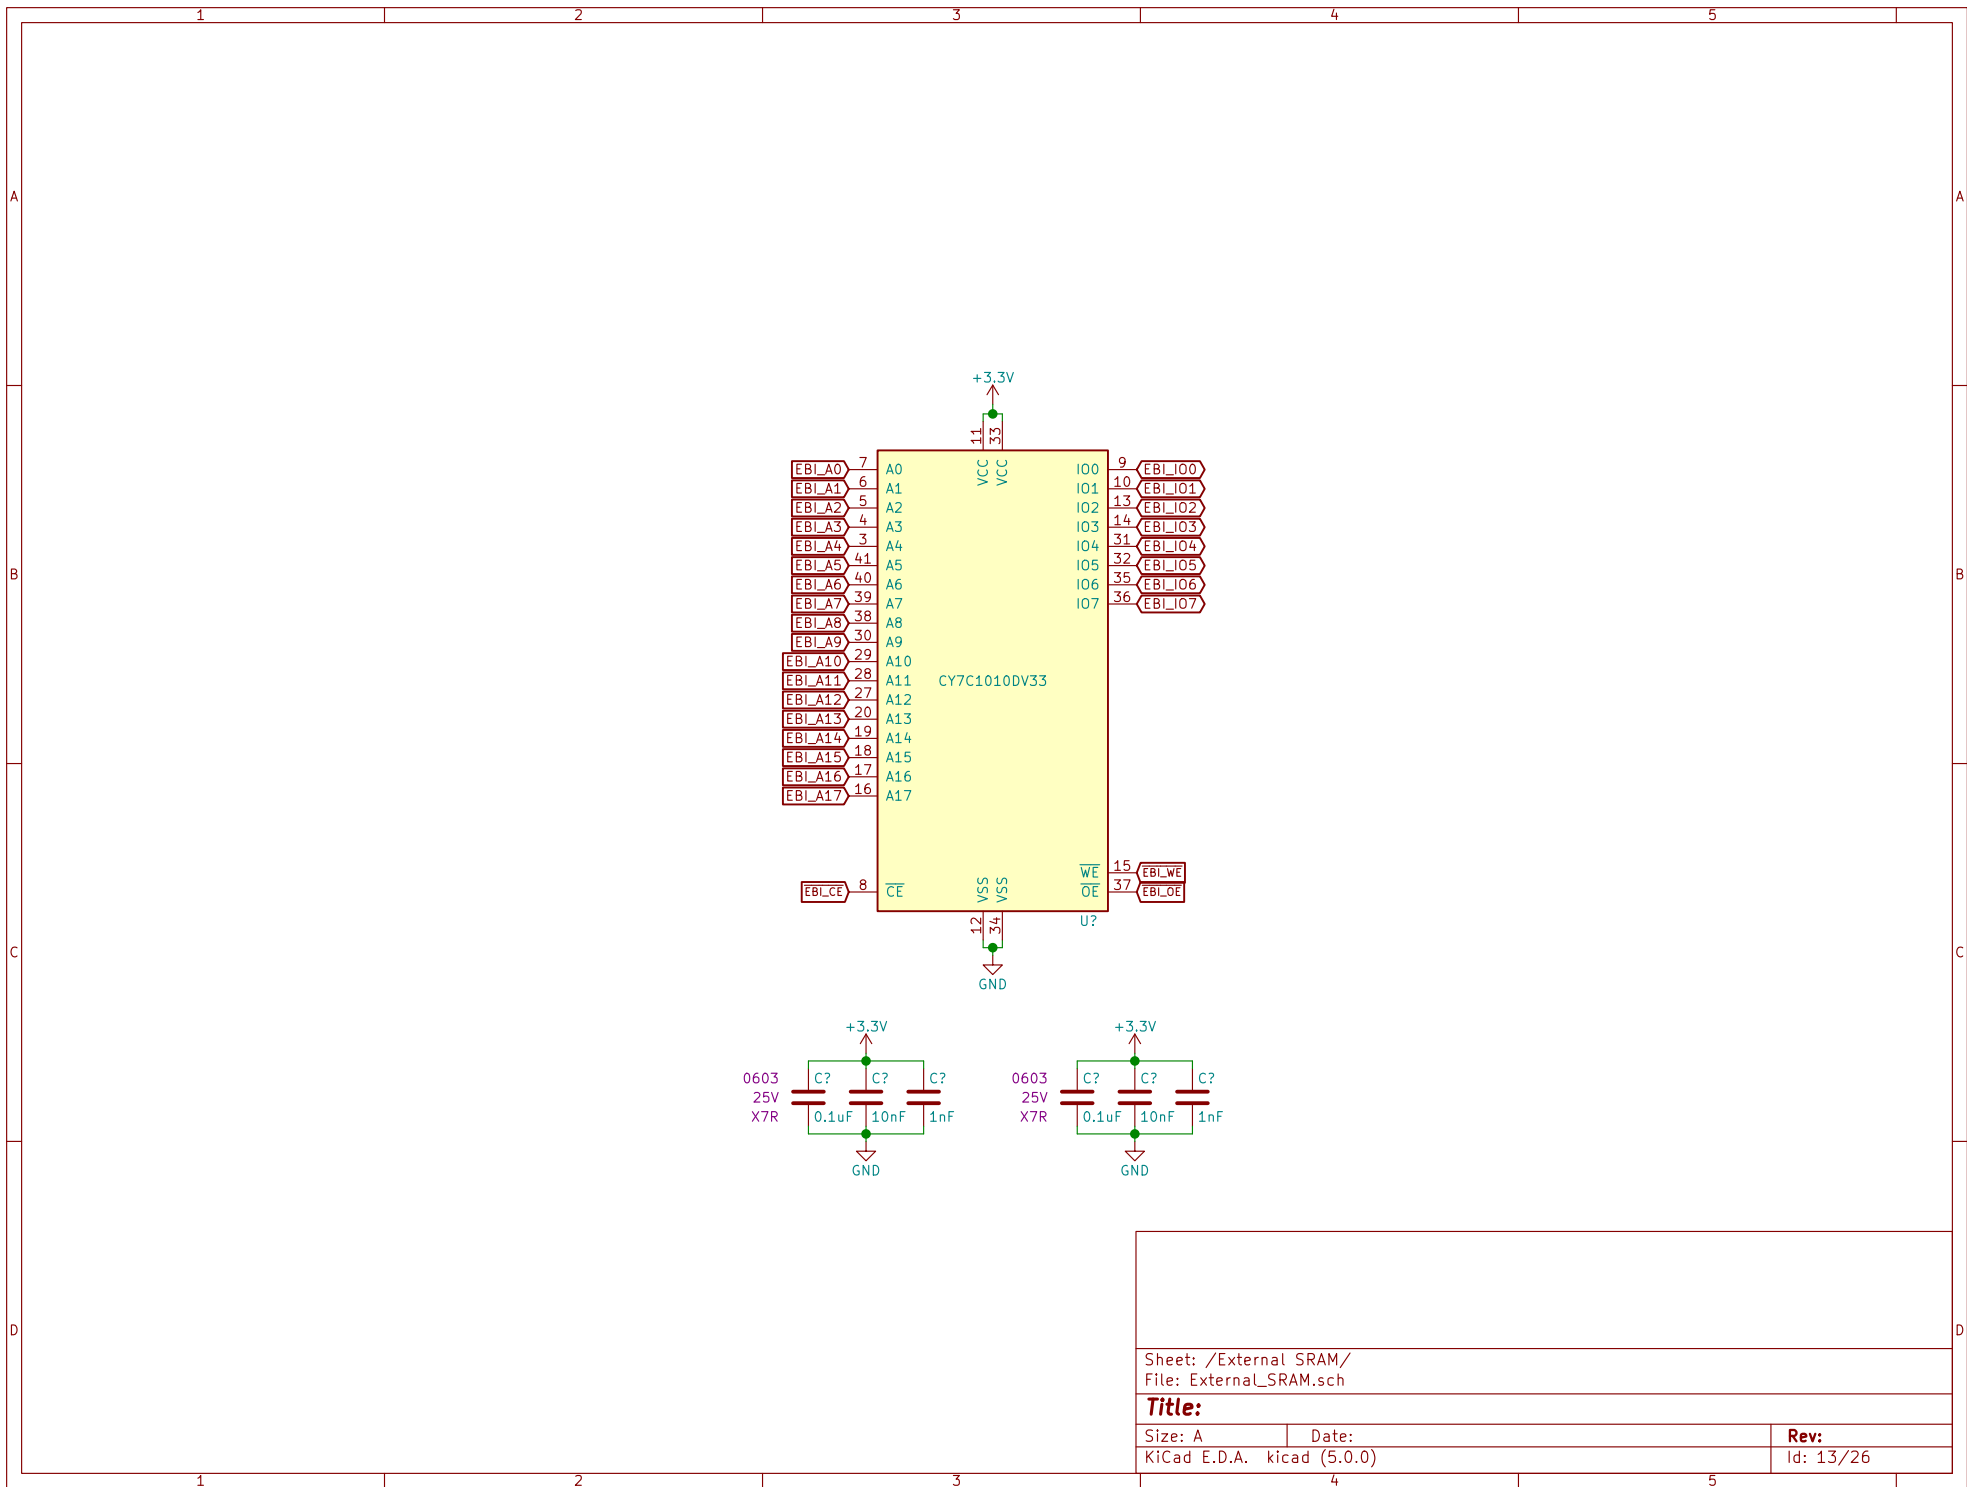 1 2 3 4 5
A A
B B
C C
D D
+3.3V
11 33
VCC VCC
EBI_A0 7 A0 IO0 9 EBI_IO0
EBI_A1 6 A1 IO1 10 EBI_IO1
EBI_A2 5 A2 IO2 13 EBI_IO2
EBI_A3 4 A3 IO3 14 EBI_IO3
EBI_A4 3 A4 IO4 31 EBI_IO4
EBI_A5 41 A5 IO5 32 EBI_IO5
EBI_A6 40 A6 IO6 35 EBI_IO6
EBI_A7 39 A7 IO7 36 EBI_IO7
EBI_A8 38 A8
EBI_A9 30 A9
EBI_A10 29 A10
EBI_A11 28 A11 CY7C1010DV33
EBI_A12 27 A12
EBI_A13 20 A13
EBI_A14 19 A14
EBI_A15 18 A15
EBI_A16 17 A16
EBI_A17 16 A17
WE 15 EBI_WE
EBI_CE 8 CE VSS VSS OE 37 EBI_OE
12 34 U?
GND
+3.3V +3.3V
0603 C? C? C? 0603 C? C? C?
25V 25V
X7R 0.1uF 10nF 1nF X7R 0.1uF 10nF 1nF
GND GND
Sheet: /External SRAM/
File: External_SRAM.sch
Title:
Size: A Date: Rev:
KiCad E.D.A. kicad (5.0.0) Id: 13/26
1 2 3 4 5